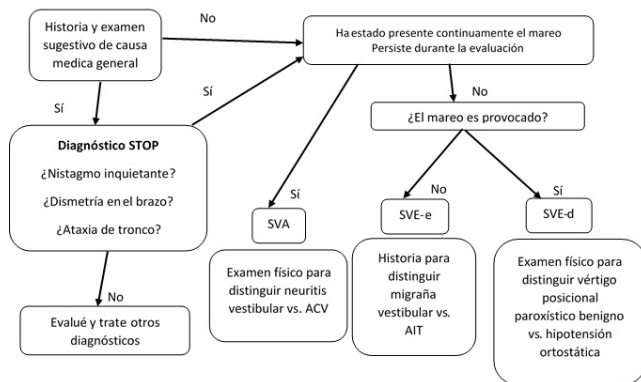 Historia y examen
sugestivo de causa
medica general
No
Ha estado presente continuamente el mareo
Persiste durante la evaluación
Sí
Sí
No
Diagnóstico STOP
¿Nistagmo inquietante?
¿Dismetría en el brazo?
¿Ataxia de tronco?
¿El mareo es provocado?
Sí
No
Sí
SVA
SVE-e
SVE-d
Examen físico para
distinguir neuritis
vestibular vs. ACV
Historia para
distinguir
migraña
vestibular vs.
AIT
Examen físico para
distinguir vértigo
posicional
paroxístico benigno
vs. hipotensión
ortostática
No
Evalué y trate otros
diagnósticos